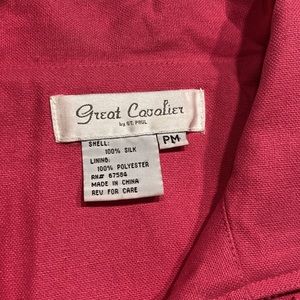 Great Cavalier
by ST. PAUL
PM
SHELL:
100% SILK
LINING:
100% POLYESTER
RN# 67584
MADE IN CHINA
REV FOR CARE